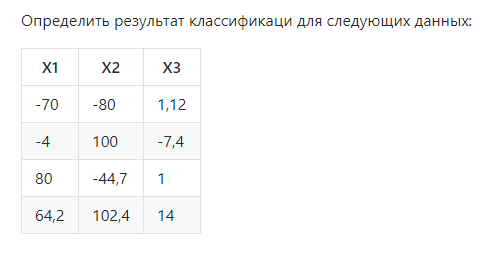 Определить результат классификаци для следующих данных:
X1 X2 X3
-70 -80 1,12
-4 100 -7,4
80 -44,7 1
64,2 102,4 14